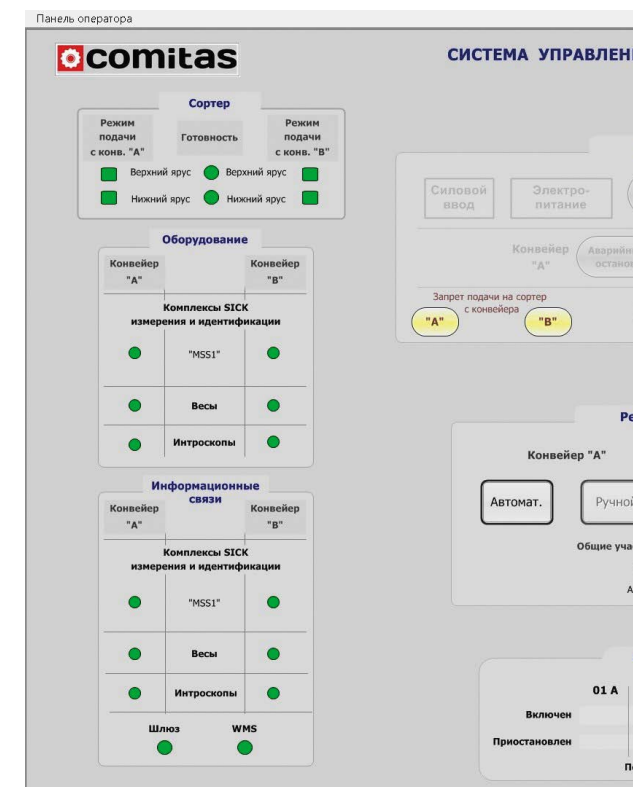 Панель оператора
comitas
СИСТЕМА УПРАВЛЕН
Сортер
Режим подачи с конв. "А"
Готовность
Режим подачи с конв. "В"
Верхний ярус
Верхний ярус
Нижний ярус
Нижний ярус
Оборудование
Конвейер "А"
Конвейер "В"
Комплексы SICK
измерения и идентификации
"MSS1"
Весы
Интроскопы
Информационные
связи
Конвейер "А"
Конвейер "В"
Комплексы SICK
измерения и идентификации
"MSS1"
Весы
Интроскопы
Шлюз
WMS
Силовой ввод
Электро-
питание
Конвейер "А"
Аварийн
останов
Запрет подачи на сортер
с конвейера
"А"
"В"
Ре
Конвейер "А"
Автомат.
Ручной
Общие уча
А
01 А
Включен
Приостановлен
П